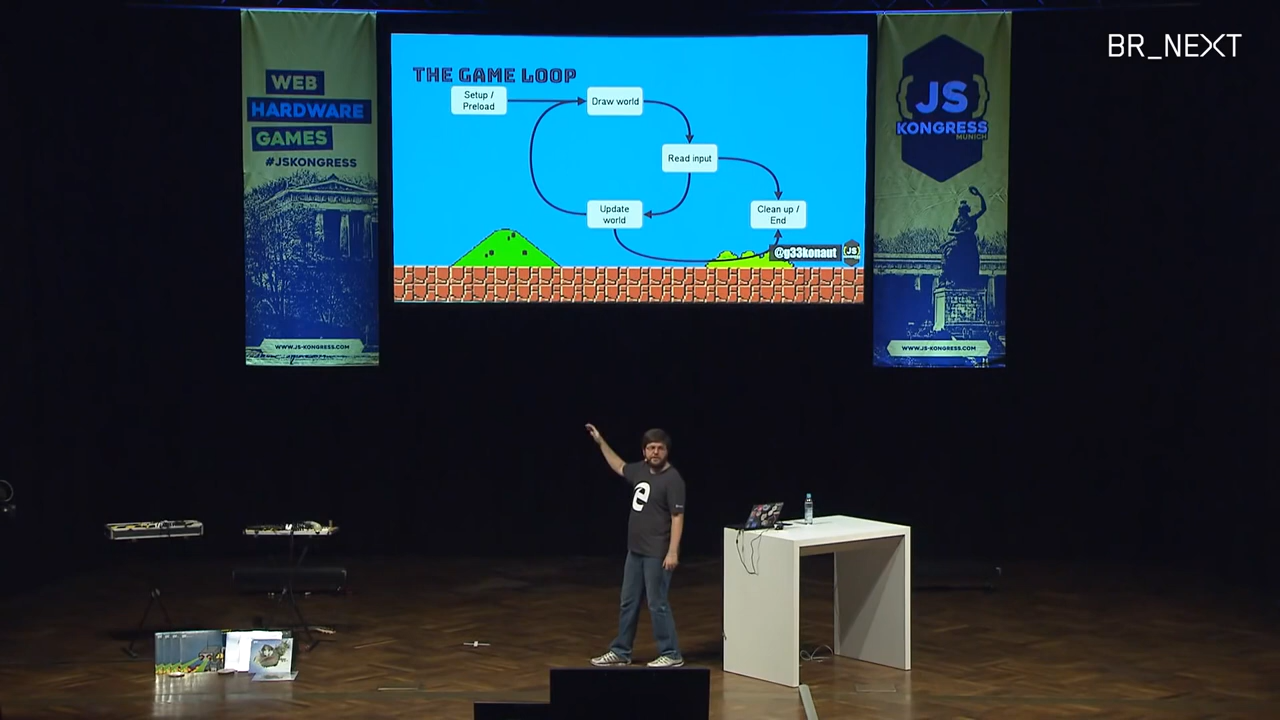 BR_NEXT
WEB
HARDWARE
GAMES
#JSKONGRESS
WWW.JS-KONGRESS.COM
THE GAME LOOP
Setup /
Preload
Draw world
Read input
Update
world
Clean up /
End
@g33konaut
{JS}
{JS}
KONGRESS
MUNICH
WWW.JS-KONGRESS.COM
e